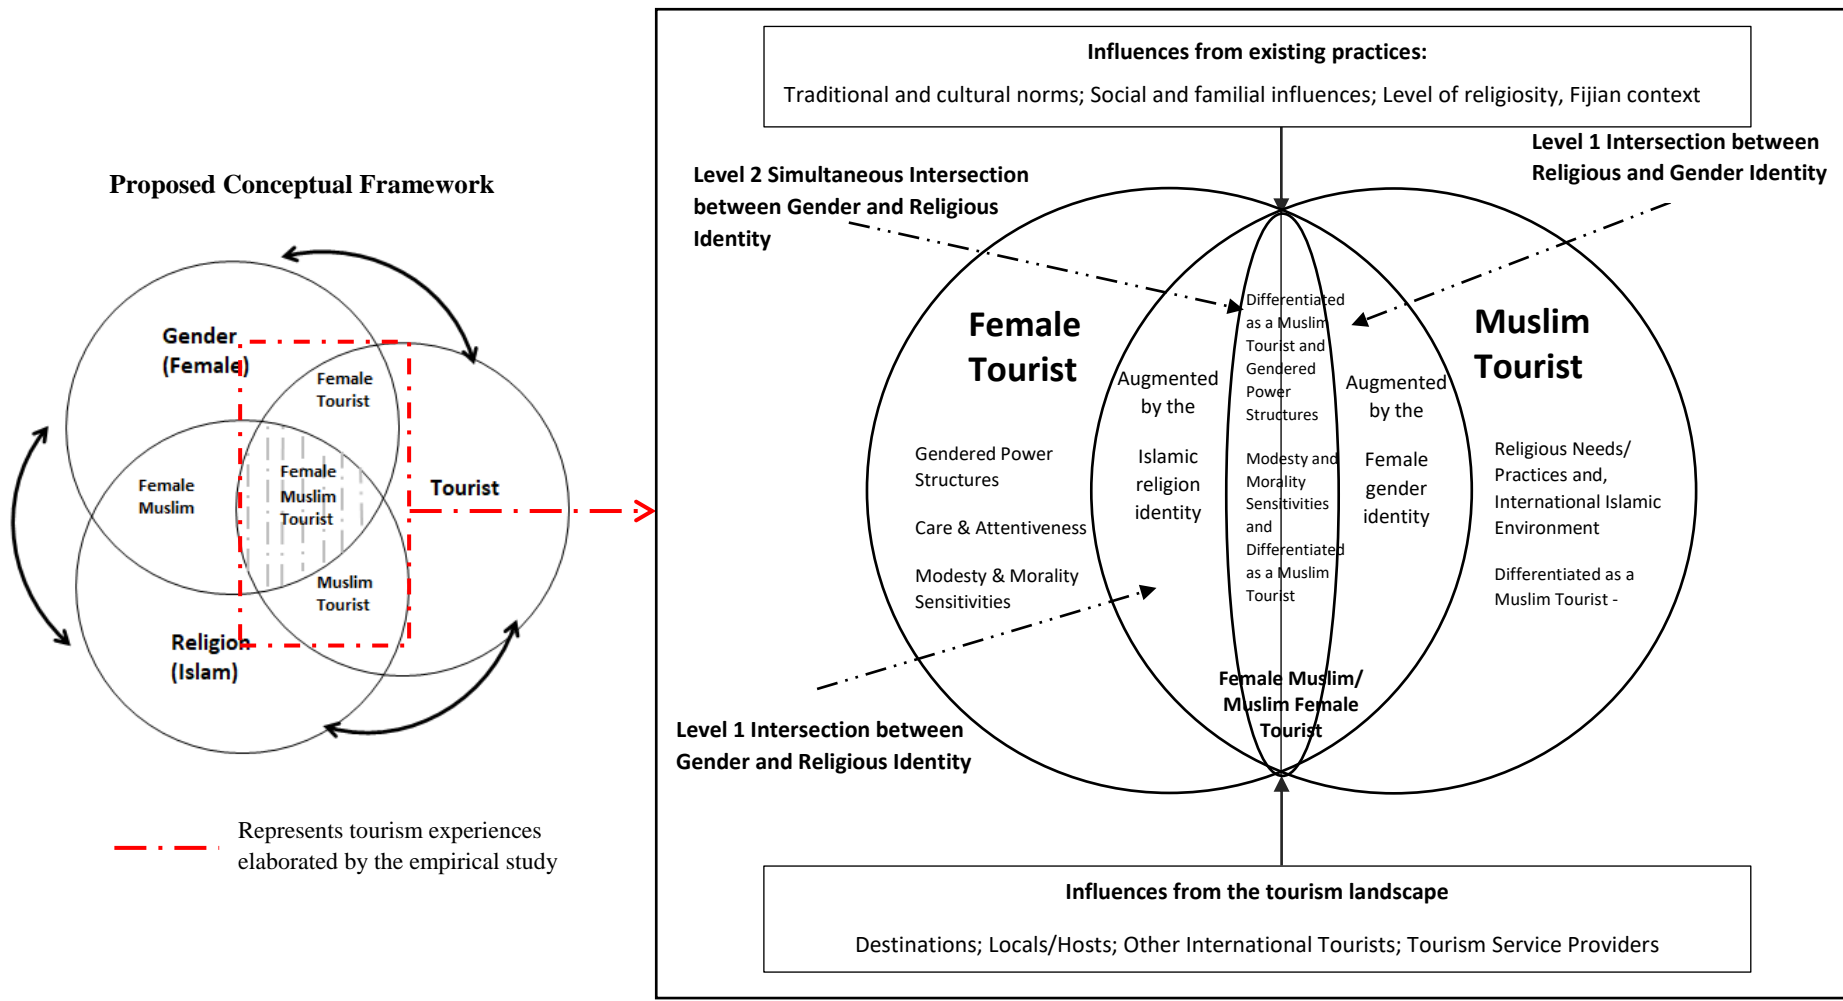 Proposed Conceptual Framework
Gender
(Female)
Female
Tourist
Female
Muslim
Female
Muslim
Tourist
Tourist
Muslim
Tourist
Religion
(Islam)
Represents tourism experiences
elaborated by the empirical study
Influences from existing practices:
Traditional and cultural norms; Social and familial influences; Level of religiosity, Fijian context
Level 2 Simultaneous Intersection
between Gender and Religious
Identity
Level 1 Intersection between
Religious and Gender Identity
Female
Tourist
Gendered Power
Structures
Care & Attentiveness
Modesty & Morality
Sensitivities
Augmented
by the
Islamic
religion
identity
Differentiated
as a Muslim
Tourist and
Gendered
Power
Structures
Modesty and
Morality
Sensitivities
and
Differentiated
as a Muslim
Tourist
Female Muslim/
Muslim Female
Tourist
Augmented
by the
Female
gender
identity
Muslim
Tourist
Religious Needs/
Practices and,
International Islamic
Environment
Differentiated as a
Muslim Tourist -
Level 1 Intersection between
Gender and Religious Identity
Influences from the tourism landscape
Destinations; Locals/Hosts; Other International Tourists; Tourism Service Providers